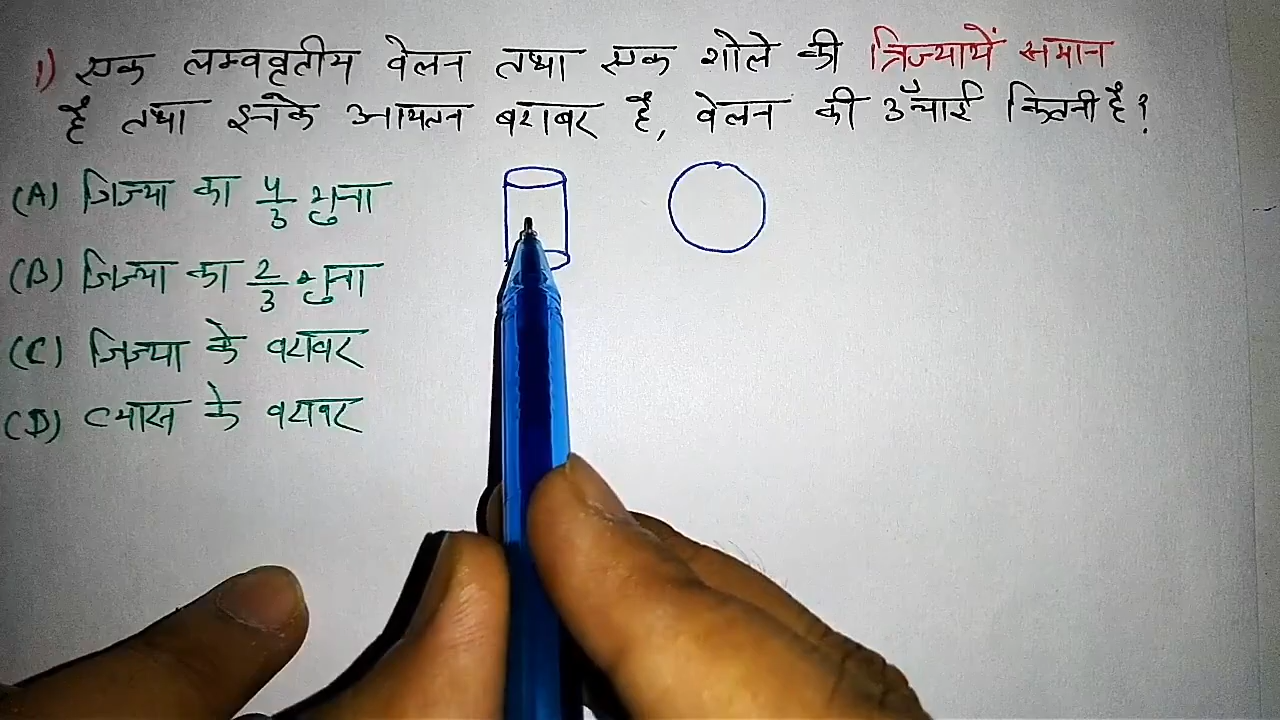 1) एक लम्बवृतीय वेलन तथा एक गोले की त्रिज्यायें समान
है तथा इनके आयतन बराबर है, वेलन की ऊँचाई कितनी है?
(A) त्रिज्या का 4/3 गुना
(B) त्रिज्या का 2/3 गुना
(C) त्रिज्या के बराबर
(D) व्यास के बराबर